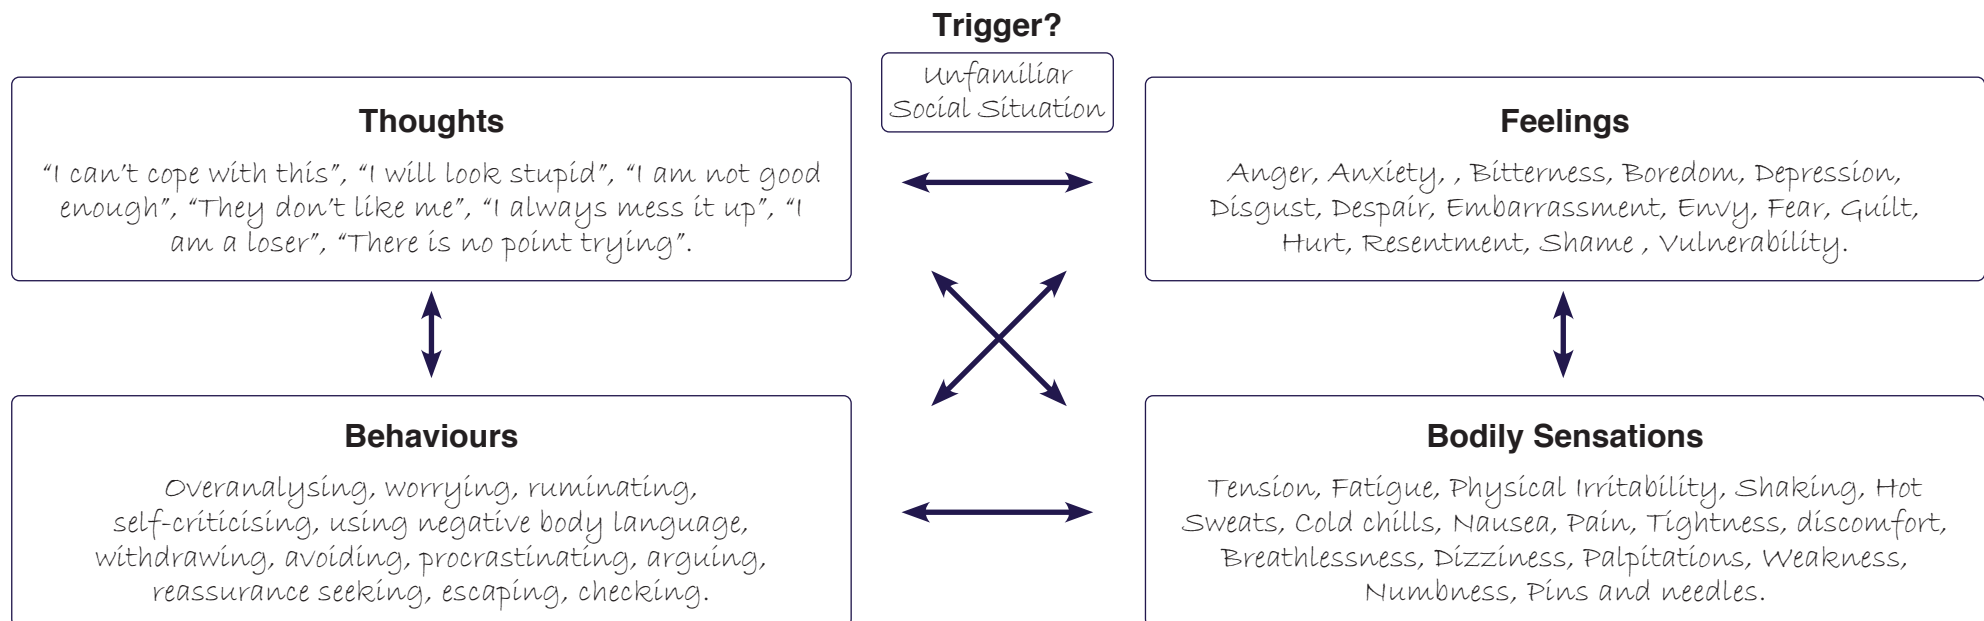 Trigger?
Unfamiliar
Social Situation
Thoughts
“I can't cope with this”, “I will look stupid”, “I am not good
enough”, “They don't like me”, “I always mess it up”, “I
am a loser”, “There is no point trying”.
Feelings
Anger, Anxiety, , Bitterness, Boredom, Depression,
Disgust, Despair, Embarrassment, Envy, Fear, Guilt,
Hurt, Resentment, Shame , Vulnerability.
Behaviours
Overanalysing, worrying, ruminating,
self-criticising, using negative body language,
withdrawing, avoiding, procrastinating, arguing,
reassurance seeking, escaping, checking.
Bodily Sensations
Tension, Fatigue, Physical Irritability, Shaking, Hot
Sweats, Cold chills, Nausea, Pain, Tightness, discomfort,
Breathlessness, Dizziness, Palpitations, Weakness,
Numbness, Pins and needles.